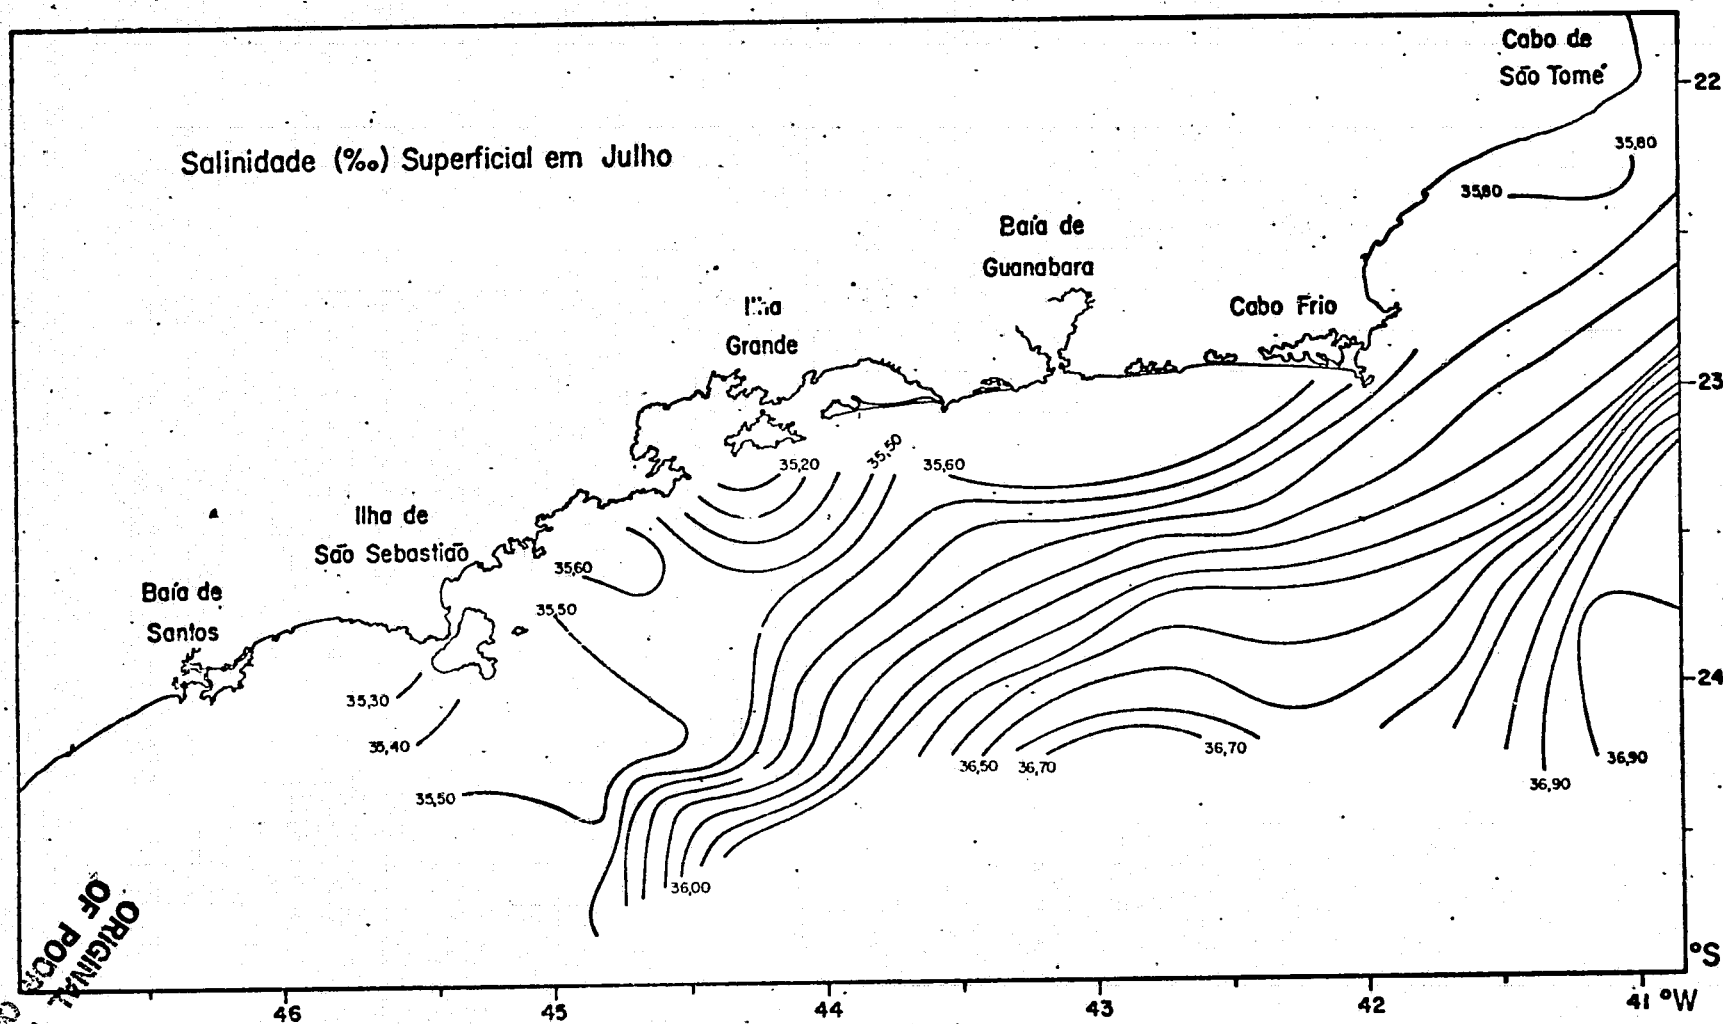 Cabo de
São Tomé
22
35,80
35,80
Salinidade (‰) Superficial em Julho
Baía de
Guanabara
Cabo Frio
Grande
23
35,20
35,50
35,60
Ilha de
São Sebastião
35,60
35,50
Baía de
Santos
24
35,30
35,40
35,50
36,50
36,70
36,70
36,90
36,90
36,00
ORIGINAL
OF POOR
°S
46
45
44
43
42
41 °W